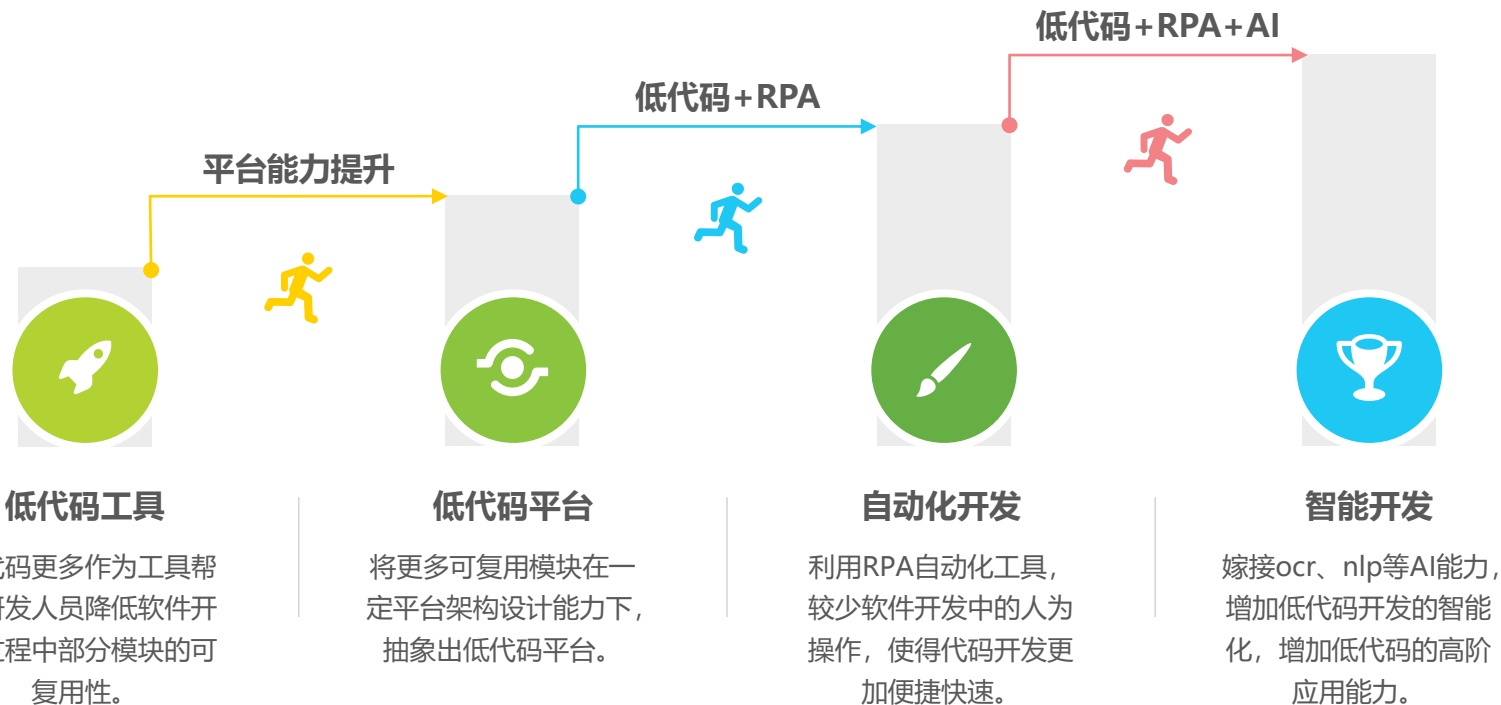 低代码+RPA+AI
低代码+RPA
平台能力提升
低代码工具
代码更多作为工具帮
研发人员降低软件开
过程中部分模块的可
复用性。
低代码平台
将更多可复用模块在一
定平台架构设计能力下，
抽象出低代码平台。
自动化开发
利用RPA自动化工具，
较少软件开发中的人为
操作，使得代码开发更
加便捷快速。
智能开发
嫁接ocr、nlp等AI能力，
增加低代码开发的智能
化，增加低代码的高阶
应用能力。